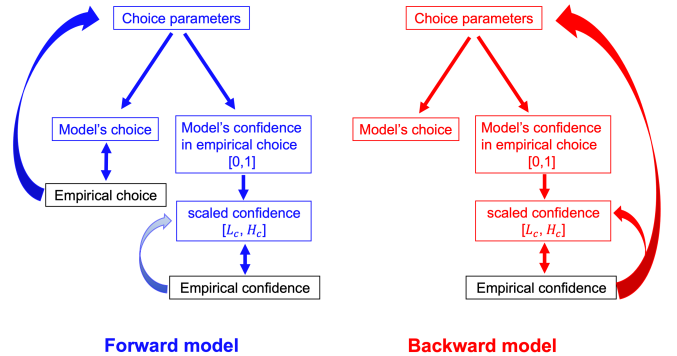 Choice parameters
Model's choice
Model's confidence
in empirical choice
[0,1]
Empirical choice
scaled confidence
[L_c, H_c]
Empirical confidence
Forward model
Choice parameters
Model's choice
Model's confidence
in empirical choice
[0,1]
scaled confidence
[L_c, H_c]
Empirical confidence
Backward model